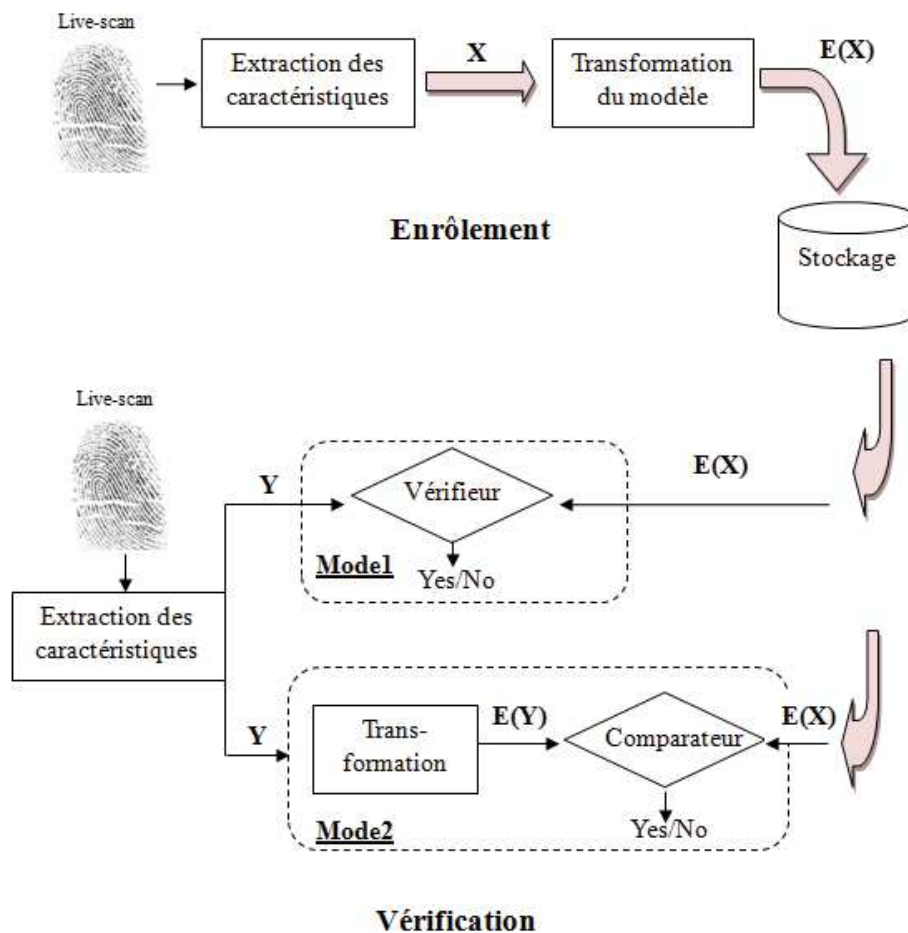 Live-scan
Extraction des
caractéristiques
X
Transformation
du modèle
E(X)
Enrôlement
Stockage
Live-scan
Y
Vérifieur
E(X)
Mode1
Yes/No
Extraction des
caractéristiques
Y
Trans-
formation
E(Y)
Comparateur
E(X)
Mode2
Yes/No
Vérification